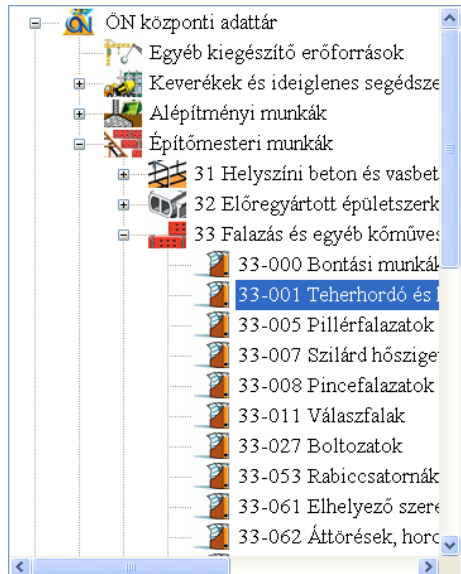 ÖN központi adattár
Egyéb kiegészítő erőforrások
Keverékek és ideiglenes segédsze
Alépítményi munkák
Építőmesteri munkák
31 Helyszíni beton és vasbet
32 Előregyártott épületszerk
33 Falazás és egyéb kőműves
33-000 Bontási munkák
33-001 Teherhordó és
33-005 Pillérfalazatok
33-007 Szilárd hőszige
33-008 Pincefalazatok
33-011 Válaszfalak
33-027 Boltozatok
33-053 Rabiccsatornák
33-061 Elhelyező szere
33-062 Áttörések, horo